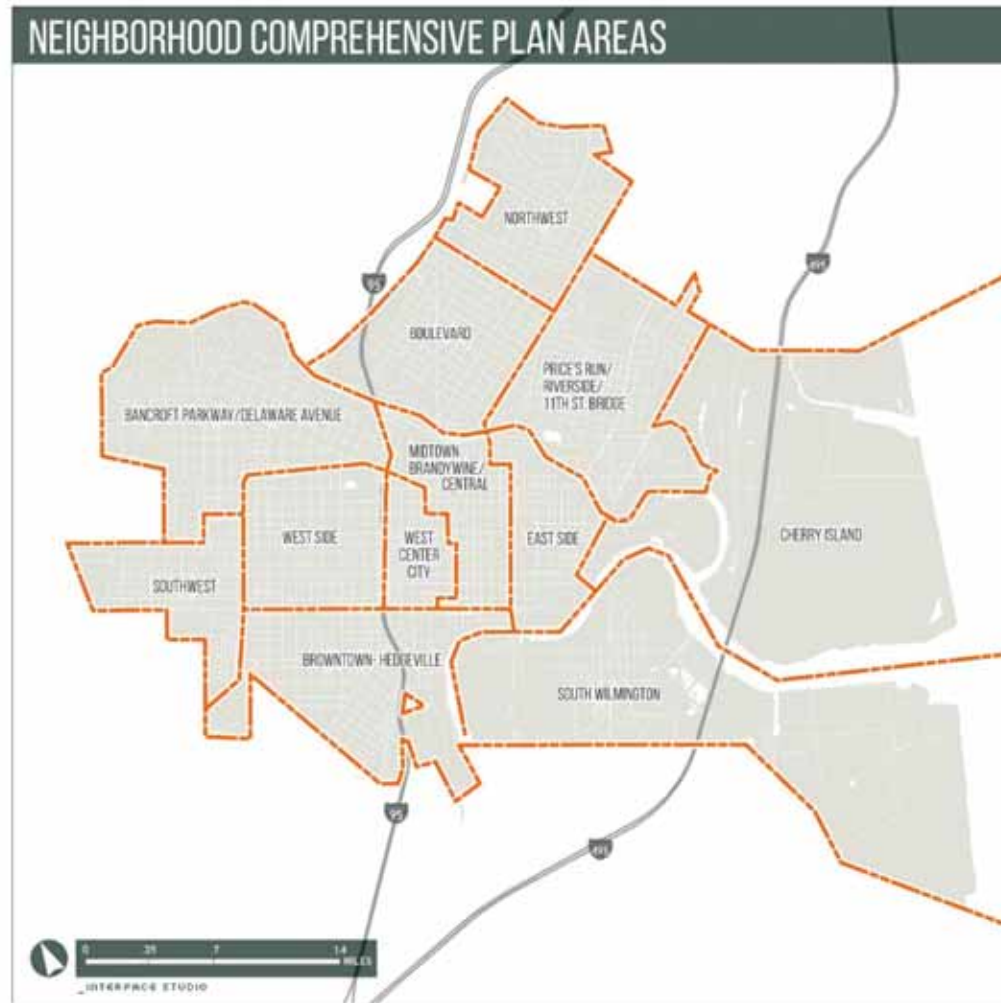 NEIGHBORHOOD COMPREHENSIVE PLAN AREAS
NORTHWEST
495
95
BOULEVARD
PRICE'S RUN/
RIVERSIDE/
11TH ST. BRIDGE
BANCROFT PARKWAY/DELAWARE AVENUE
MIDTOWN
BRANDYWINE/
CENTRAL
WEST SIDE
WEST
CENTER
CITY
EAST SIDE
CHERRY ISLAND
SOUTHWEST
BROWNTOWN- HEDGEVILLE
SOUTH WILMINGTON
95
495
0 .35 .7 1.4
MILES
_INTERFACE STUDIO